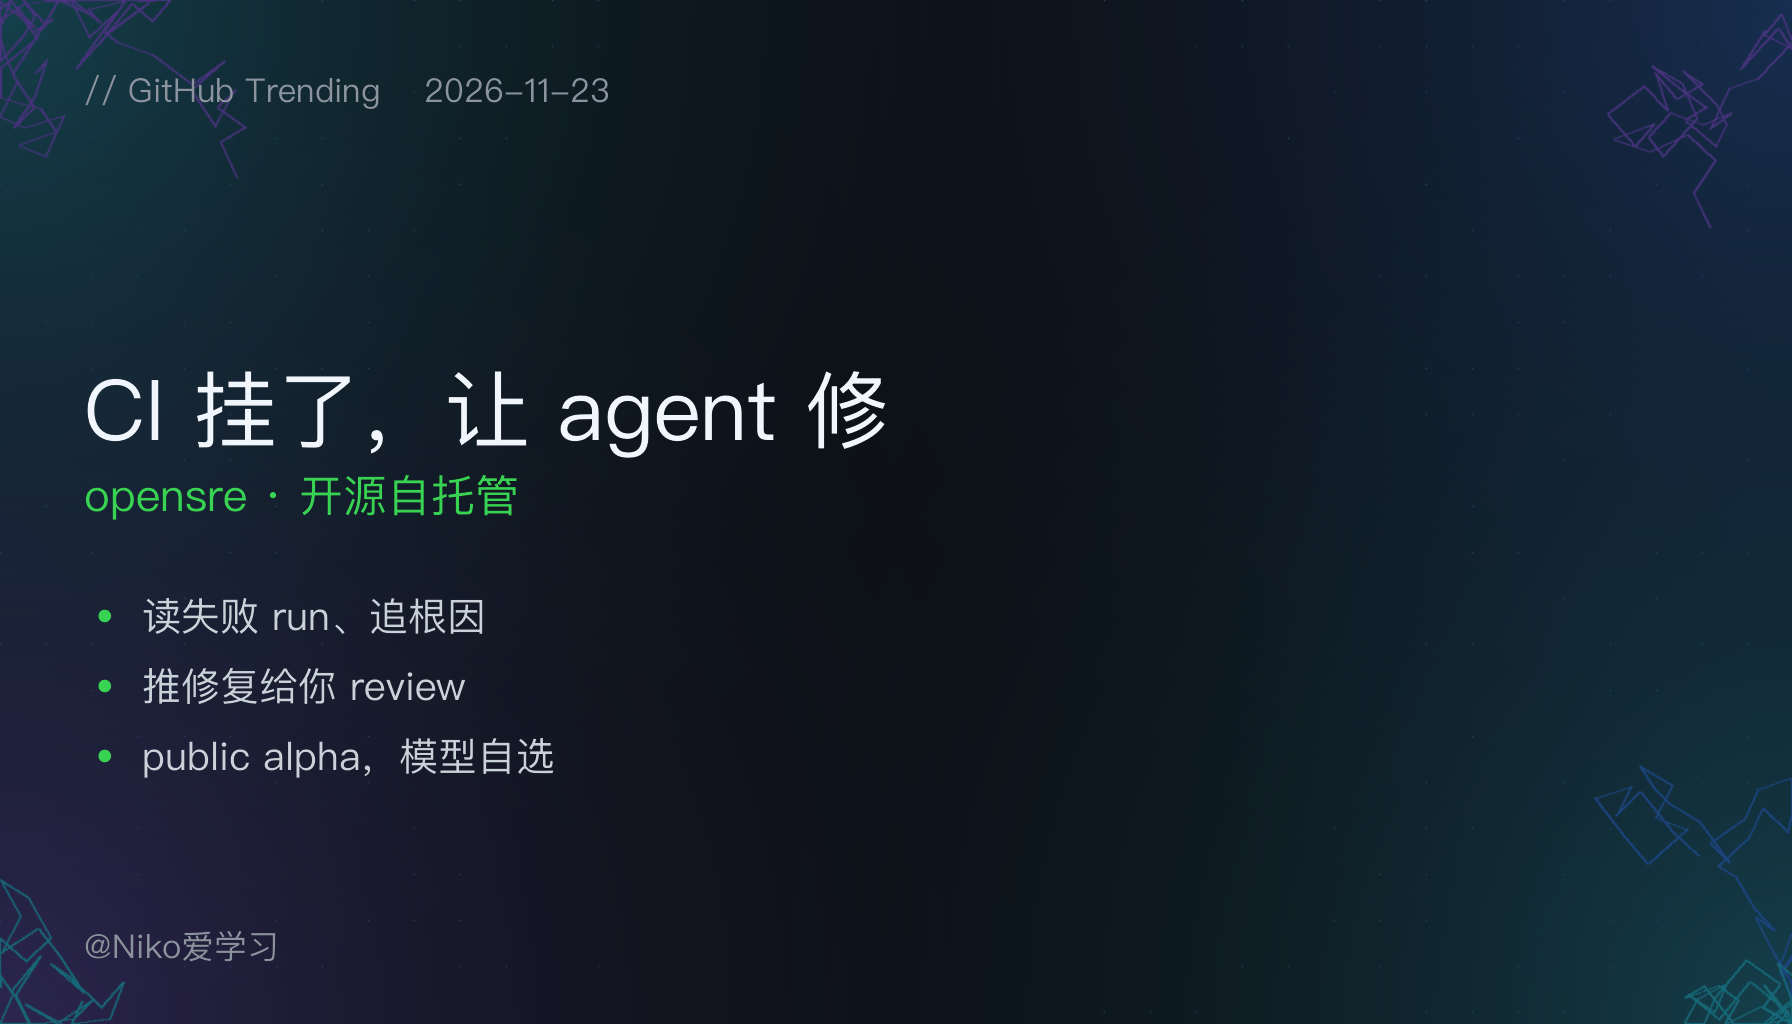 // GitHub Trending 2026-11-23
CI 挂了，让 agent 修
opensre · 开源自托管
• 读失败 run、追根因
• 推修复给你 review
• public alpha，模型自选
@Niko爱学习